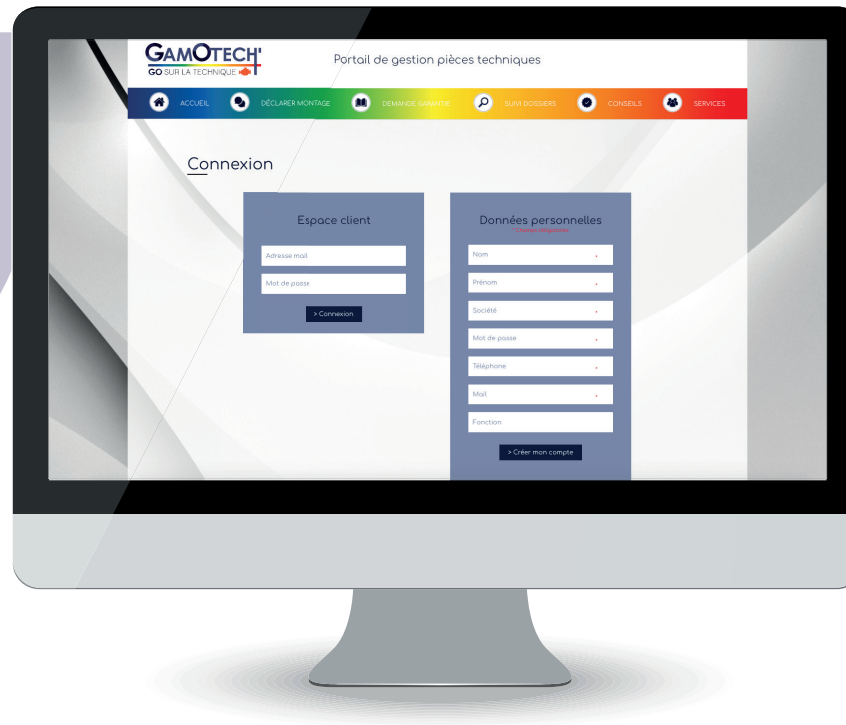 GAMOTECH'
GO SUR LA TECHNIQUE
Portail de gestion pièces techniques
ACCUEIL
DÉCLARER MONTAGE
DEMANDE GARANTIE
SUIVI DOSSIERS
CONSEILS
SERVICES
Connexion
Espace client
Adresse mail
Mot de passe
> Connexion
Données personnelles
* Champs obligatoires
Nom *
Prénom *
Société *
Mot de passe *
Téléphone *
Mail *
Fonction
> Créer mon compte